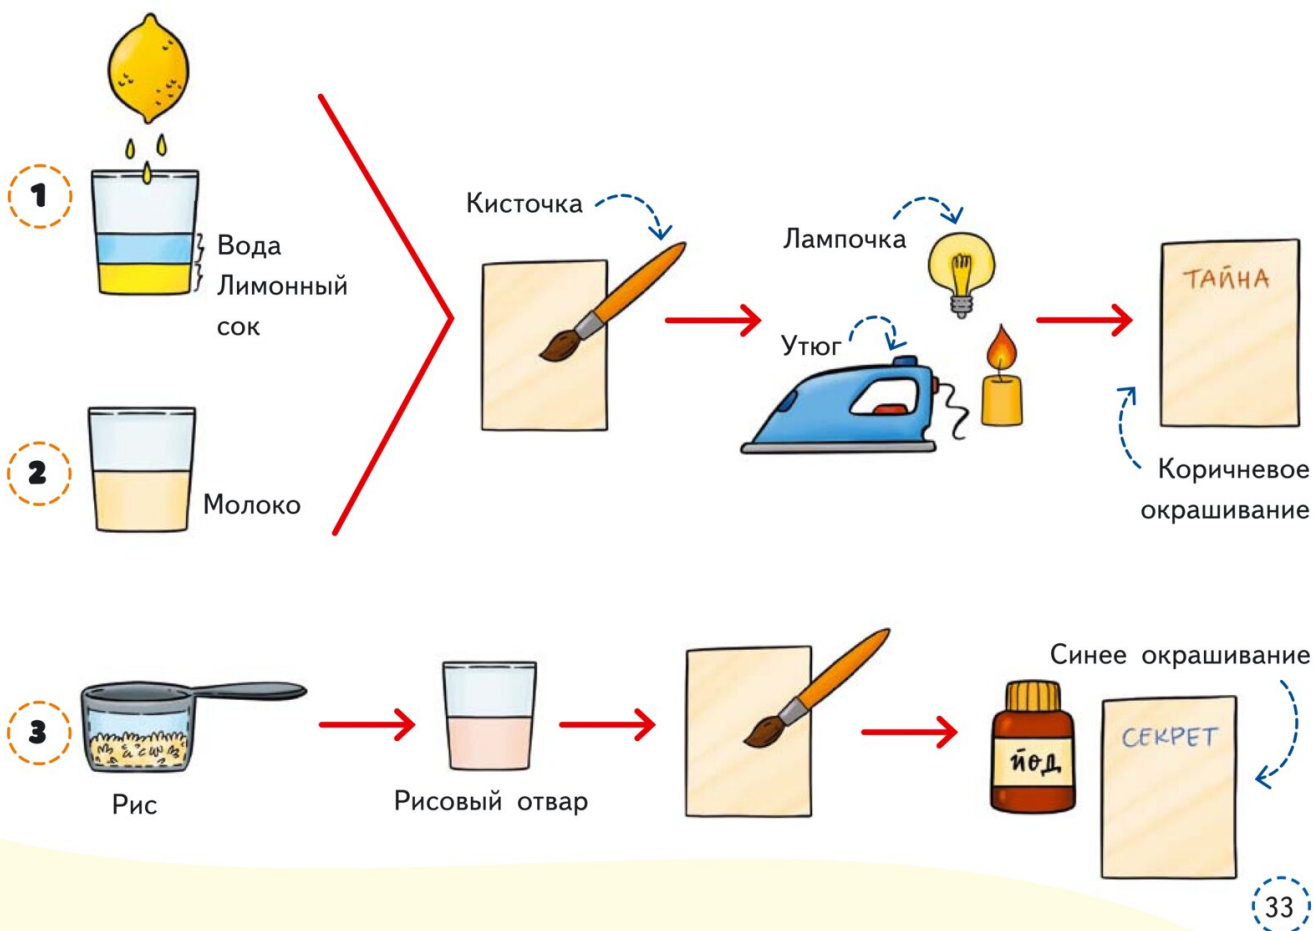 1
Вода
Лимонный
сок
2
Молоко
Кисточка
Лампочка
Утюг
ТАЙНА
Коричневое
окрашивание
3
Рис
Рисовый отвар
йод
Синее окрашивание
СЕКРЕТ
33